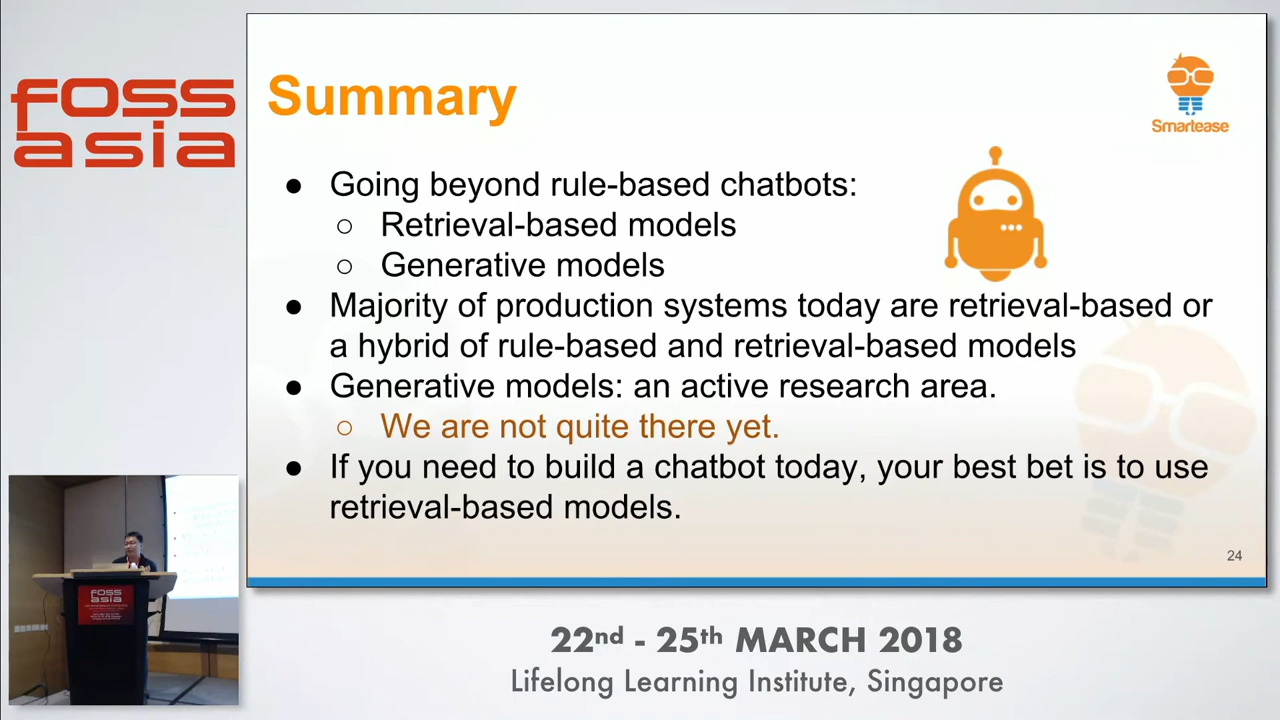 FOSS
asia
Summary
Smartease
● Going beyond rule-based chatbots:
○ Retrieval-based models
○ Generative models
● Majority of production systems today are retrieval-based or
a hybrid of rule-based and retrieval-based models
● Generative models: an active research area.
○ We are not quite there yet.
● If you need to build a chatbot today, your best bet is to use
retrieval-based models.
24
FOSS
asia
22nd - 25th MARCH 2018
Lifelong Learning Institute, Singapore